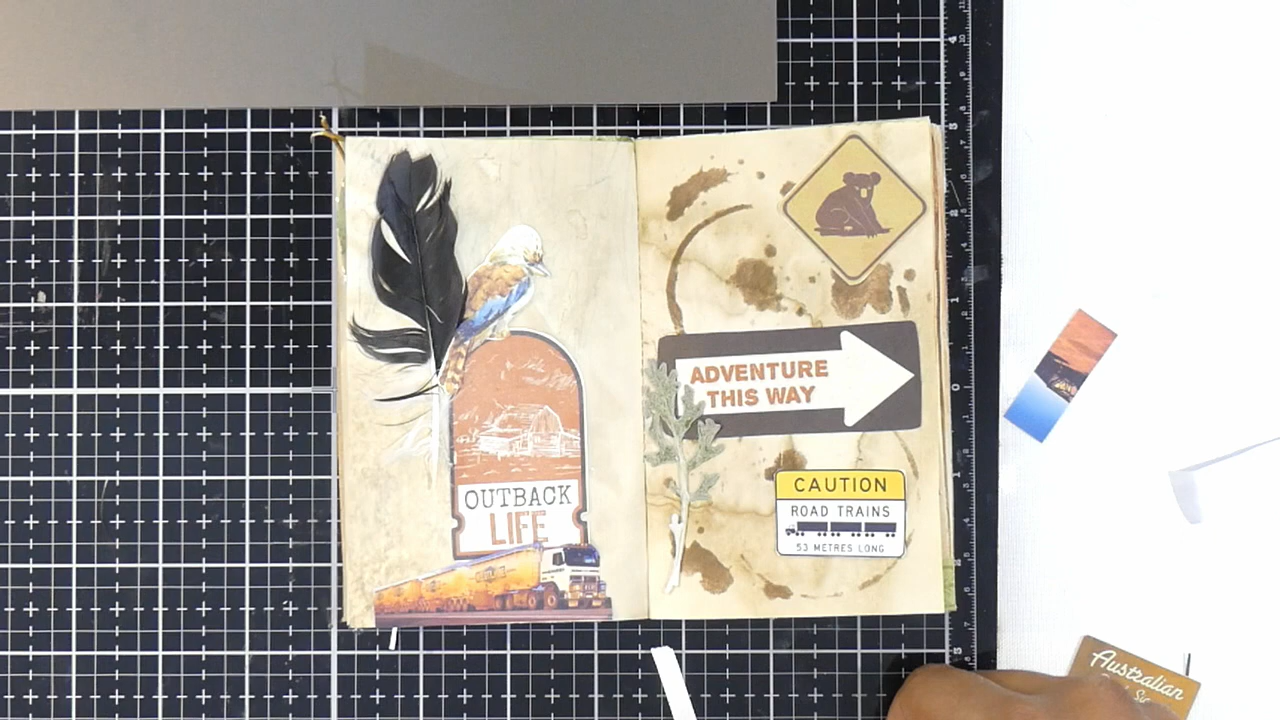 OUTBACK
LIFE
ADVENTURE
THIS WAY
CAUTION
ROAD TRAINS
53 METRES LONG
Australian